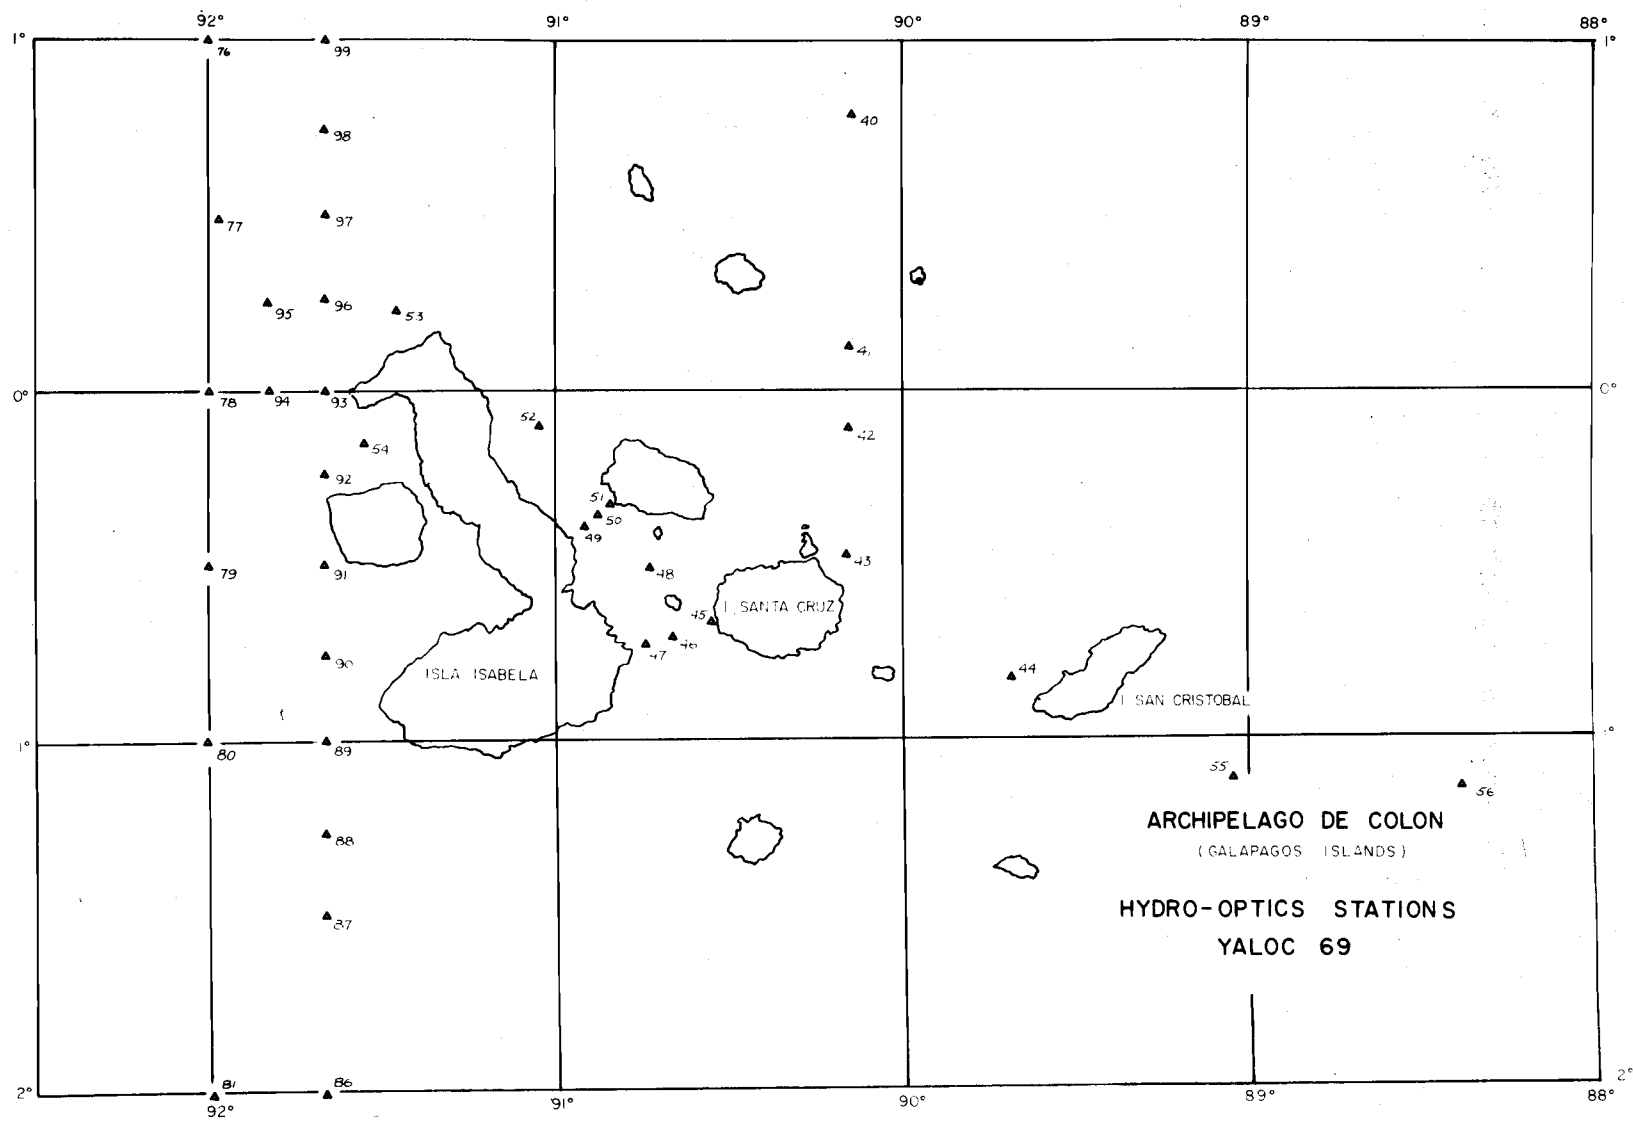 92° 91° 90° 89° 88°
1° 1°
76 99
98 40
77 97
95 96 53
41
0° 0°
78 94 93
52 42
54
92
51
50
49
43
79 91 48
45 I. SANTA CRUZ
46
47
90 ISLA ISABELA 44
I SAN CRISTOBAL
1°
80 89
55
56
88
ARCHIPELAGO DE COLON
(GALAPAGOS ISLANDS)
87
HYDRO-OPTICS STATIONS
YALOC 69
81 86
2° 2°
92° 91° 90° 89° 88°